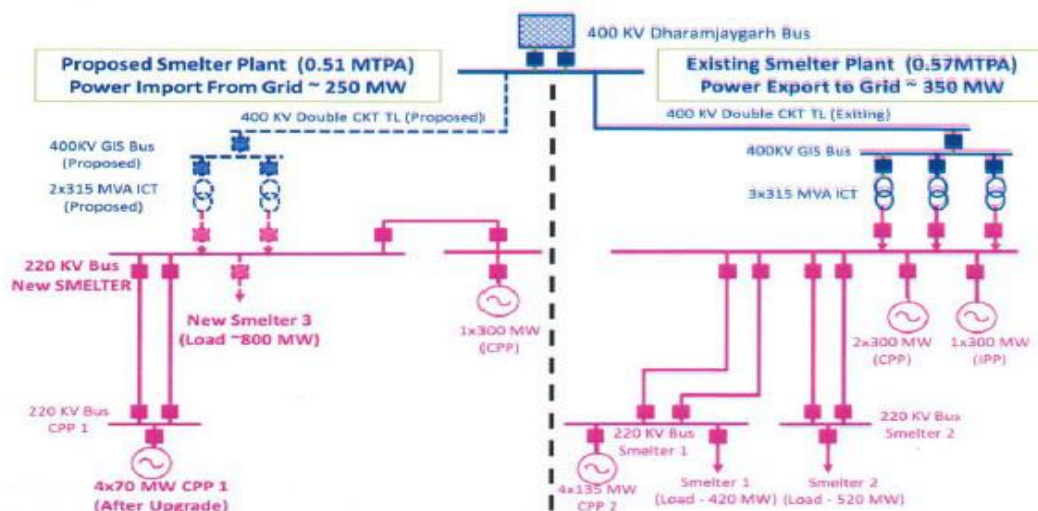 400 KV Dharamjaygarh Bus
Proposed Smelter Plant (0.51 MTPA)
Power Import From Grid ~ 250 MW
Existing Smelter Plant (0.57MTPA)
Power Export to Grid ~ 350 MW
400 KV Double CKT TL (Proposed)
400 KV Double CKT TL (Exiting)
400KV GIS Bus
(Proposed)
2x315 MVA ICT
(Proposed)
400KV GIS Bus
3x315 MVA ICT
220 KV Bus
New SMELTER
New Smelter 3
(Load ~800 MW)
1x300 MW
(CPP)
2x300 MW
(CPP)
1x300 MW
(IPP)
220 KV Bus
CPP 1
4x70 MW CPP 1
(After Upgrade)
220 KV Bus
Smelter 1
220 KV Bus
Smelter 2
4x135 MW
CPP 2
Smelter 1
(Load - 420 MW)
Smelter 2
(Load - 520 MW)